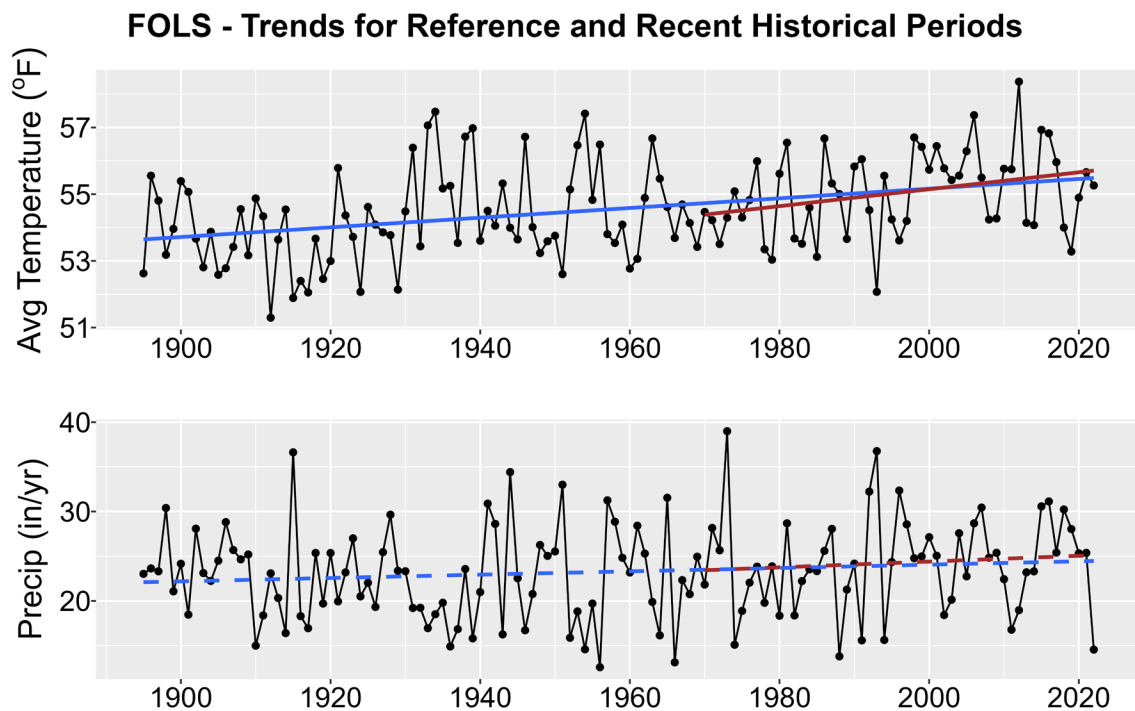 FOLS - Trends for Reference and Recent Historical Periods
Avg Temperature (°F)
57
55
53
51
1900 1920 1940 1960 1980 2000 2020
Precip (in/yr)
40
30
20
1900 1920 1940 1960 1980 2000 2020